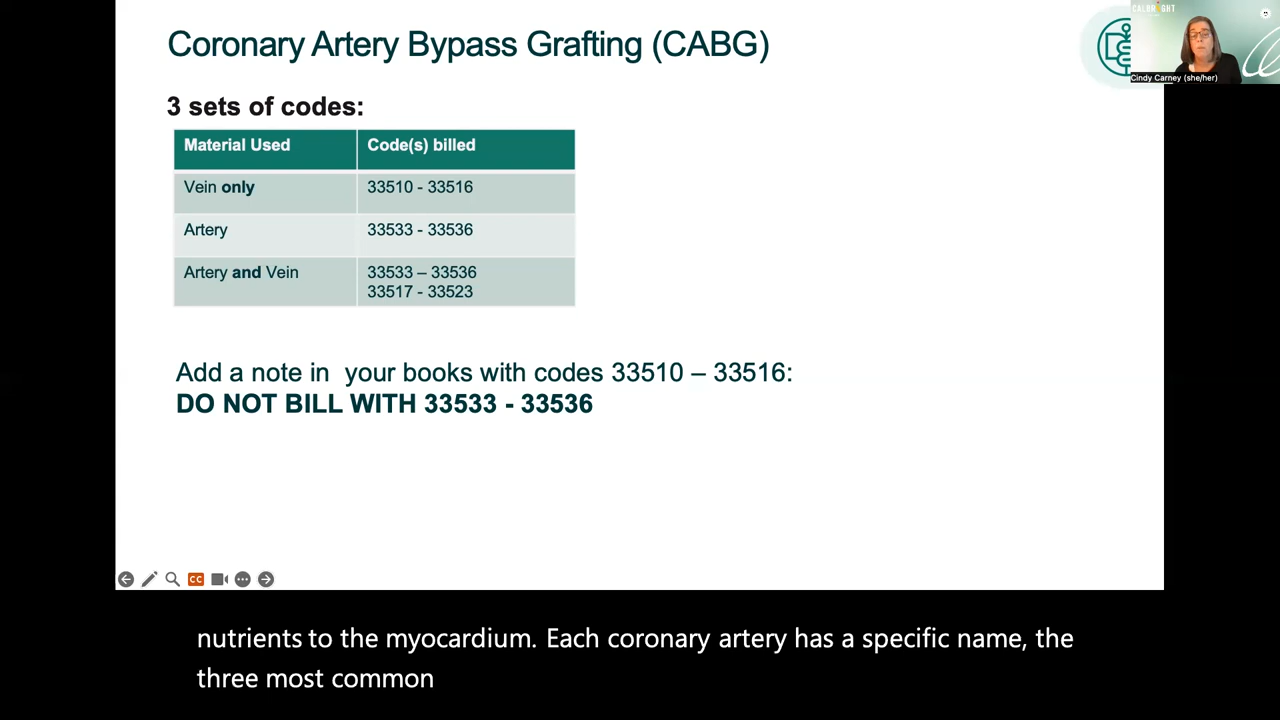 Coronary Artery Bypass Grafting (CABG)
CALBRIGHT
Cindy Carney (she/her)
3 sets of codes:
Material Used Code(s) billed
Vein only 33510 - 33516
Artery 33533 - 33536
Artery and Vein 33533 – 33536
33517 - 33523
Add a note in your books with codes 33510 – 33516:
DO NOT BILL WITH 33533 - 33536
CC
nutrients to the myocardium. Each coronary artery has a specific name, the
three most common